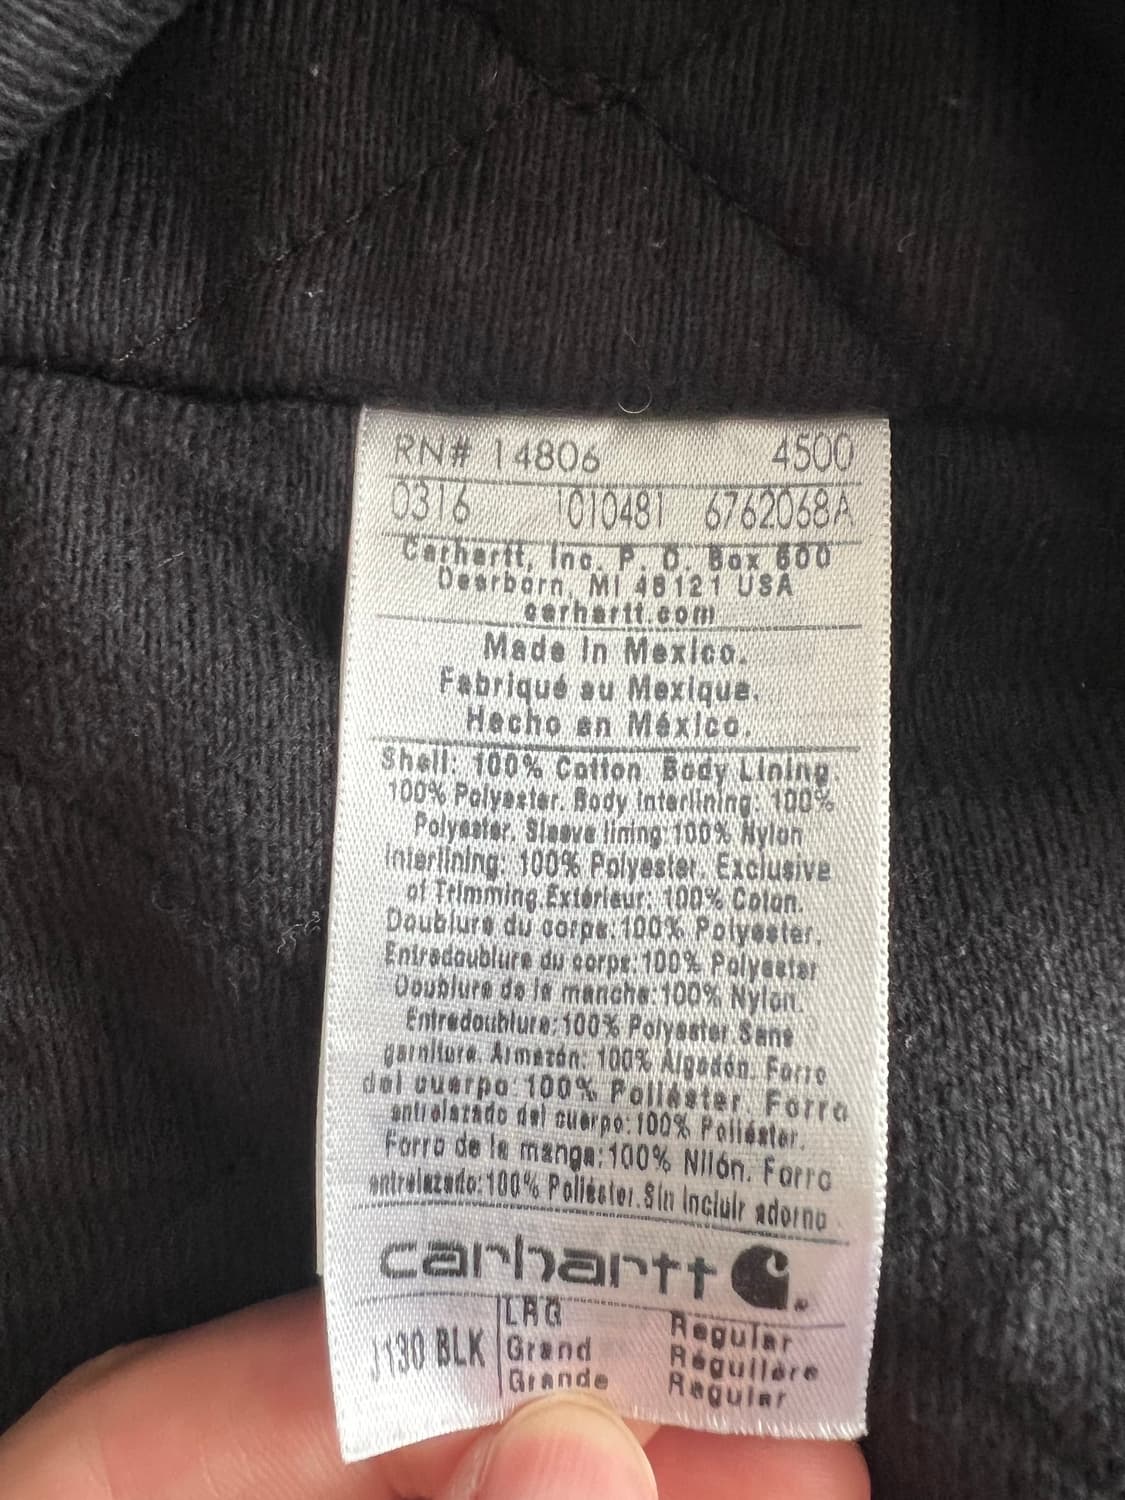 RN# 14806 4500
0316 1010481 6762068A
Carhartt, Inc. P. O. Box 600
Dearborn, MI 48121 USA
carhartt.com
Made in Mexico.
Fabriqué au Mexique.
Hecho en México.
Shell: 100% Cotton. Body Lining
100% Polyester. Body Interlining: 100%
Polyester. Sleeve lining:100% Nylon
Interlining: 100% Polyester. Exclusive
of Trimming.Extérieur: 100% Coton.
Doublure du corps:100% Polyester.
Entredoublure du corps:100% Polyester
Doublure de la manche:100% Nylon.
Entredoublure:100% Polyester.Sans
garniture. Armazón: 100% Algodón. Forro
del cuerpo:100% Poliéster. Forro
entrelazado del cuerpo:100% Poliéster.
Forro de la manga:100% Nilón. Forro
entrelazado:100% Poliéster.Sin incluir adorno
carhartt
J130 BLK LRG Regular
Grand Régulière
Grande Regular